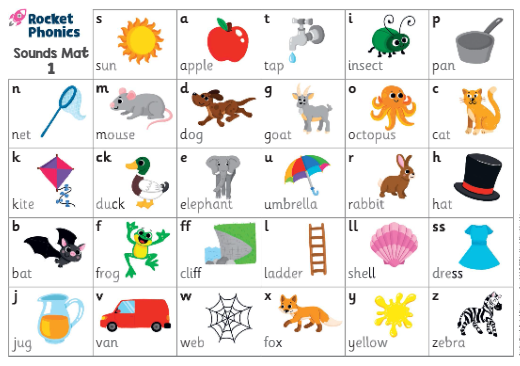 Rocket
Phonics
Sounds Mat
1
s
sun
a
apple
t
tap
i
insect
p
pan
n
net
m
mouse
d
dog
g
goat
o
octopus
c
cat
k
kite
ck
duck
e
elephant
u
umbrella
r
rabbit
h
hat
b
bat
f
frog
ff
cliff
l
ladder
ll
shell
ss
dress
j
jug
v
van
w
web
x
fox
y
yellow
z
zebra